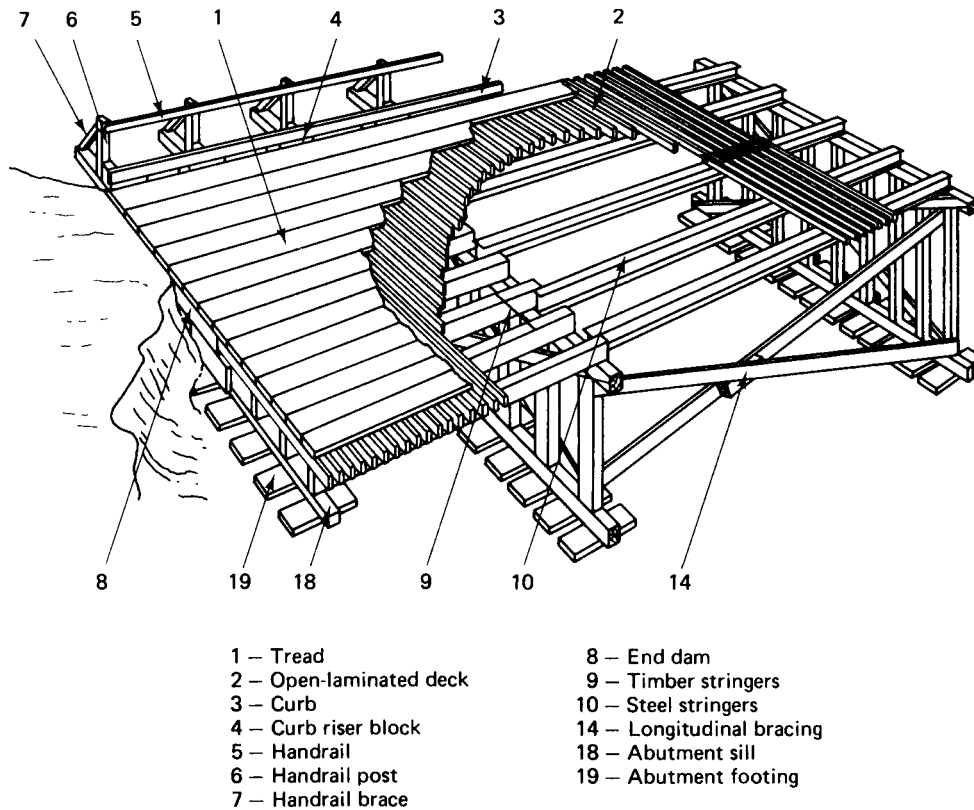 7 6 5 1 4 3 2
8 19 18 9 10 14
1 – Tread
2 – Open-laminated deck
3 – Curb
4 – Curb riser block
5 – Handrail
6 – Handrail post
7 – Handrail brace
8 – End dam
9 – Timber stringers
10 – Steel stringers
14 – Longitudinal bracing
18 – Abutment sill
19 – Abutment footing